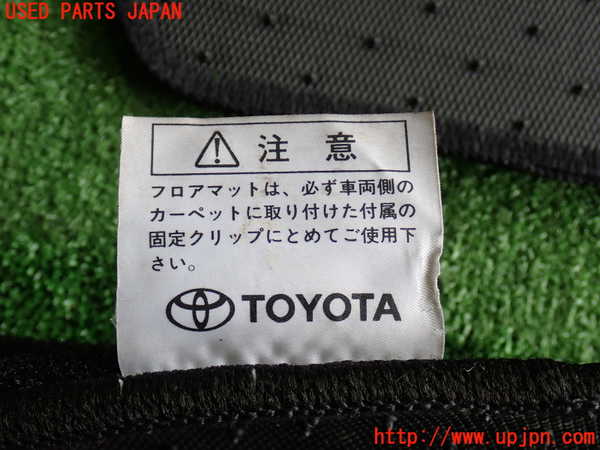 USED PARTS JAPAN
注意
フロアマットは、必ず車両側の
カーペットに取り付けた付属の
固定クリップにとめてご使用下
さい。
TOYOTA
http://www.upjpn.com